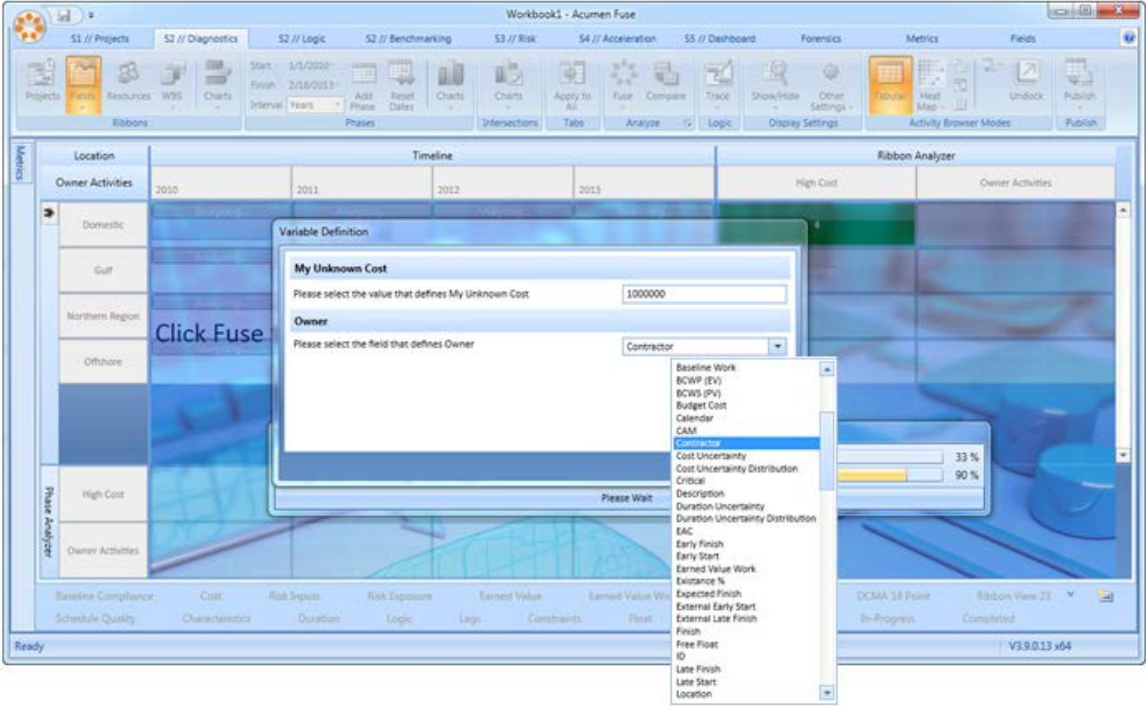 Workbook1 - Acumen Fuse
S1 // Projects S2 // Diagnostics S2 // Logic S2 // Benchmarking S3 // Risk S4 // Acceleration S5 // Dashboard Forensics Metrics Fields
Start 1/1/2010
Finish 2/18/2013
Interval Years
Projects Fields Resources WBS Charts Add Phase Reset Dates Charts Charts Apply to All Fuse Compare Trace Show/Hide Other Settings Tabular Heat Map Undock Publish
Ribbons Phases Intersections Tabs Analyze Logic Display Settings Activity Browser Modes Publish
Metrics
Location Timeline Ribbon Analyzer
Owner Activities 2010 2011 2012 2013 High Cost Owner Activities
Domestic
Gulf
Northern Region
Offshore
Click Fuse
Variable Definition
My Unknown Cost
Please select the value that defines My Unknown Cost 1000000
Owner
Please select the field that defines Owner Contractor
Baseline Work
BCWP (EV)
BCWS (PV)
Budget Cost
Calendar
CAM
Contractor
Cost Uncertainty
Cost Uncertainty Distribution
Critical
Description
Duration Uncertainty
Duration Uncertainty Distribution
EAC
Early Finish
Early Start
Earned Value Work
Existance %
Expected Finish
External Early Start
External Late Finish
Finish
Free Float
ID
Late Finish
Late Start
Location
33 %
90 %
Please Wait
Phase Analyzer
High Cost
Owner Activities
Baseline Compliance Cost Risk Inputs Risk Exposure Earned Value Earned Value DCMA 14 Point Ribbon View 23
Schedule Quality Characteristics Duration Logic Lags Constraints Float In-Progress Completed
Ready V3.9.0.13 x64